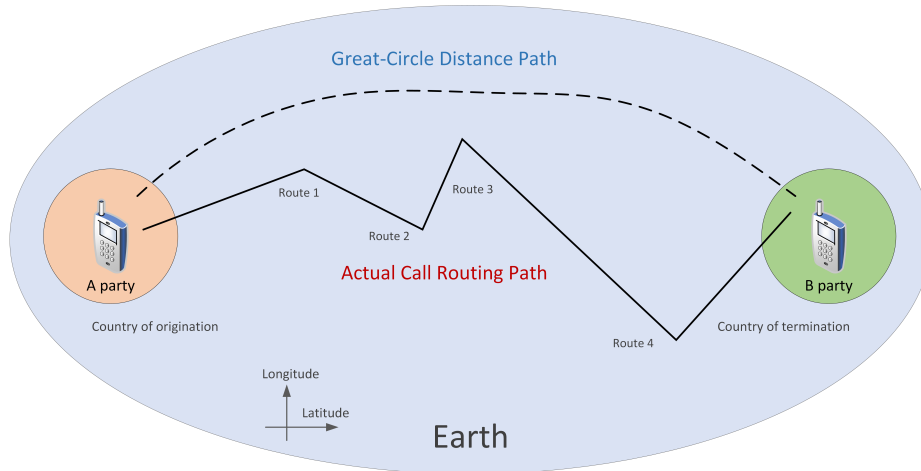 Great-Circle Distance Path
Route 1
Route 3
Route 2
Actual Call Routing Path
A party
B party
Country of origination
Country of termination
Route 4
Longitude
Latitude
Earth